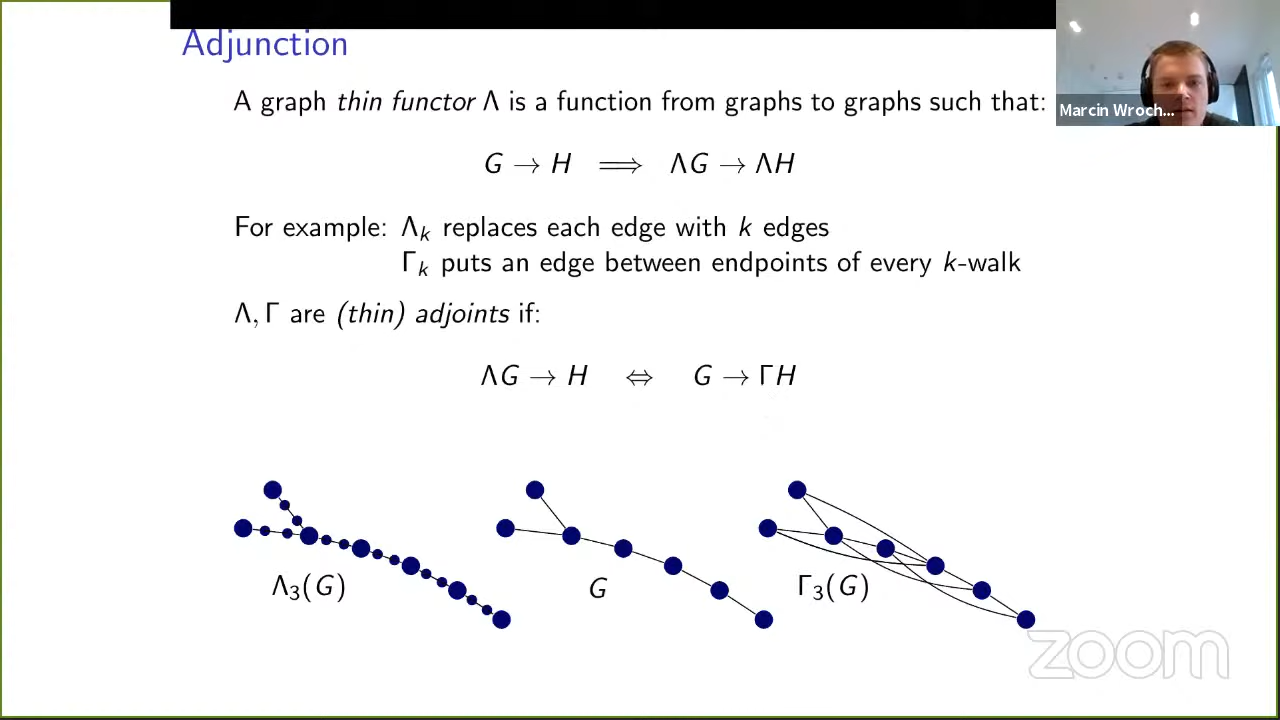 Adjunction
A graph thin functor Λ is a function from graphs to graphs such that:
G → H ⟹ ΛG → ΛH
For example: Λₖ replaces each edge with k edges
Γₖ puts an edge between endpoints of every k-walk
Λ, Γ are (thin) adjoints if:
ΛG → H ⇔ G → ΓH
Λ₃(G)
G
Γ₃(G)
Marcin Wroch...
zoom